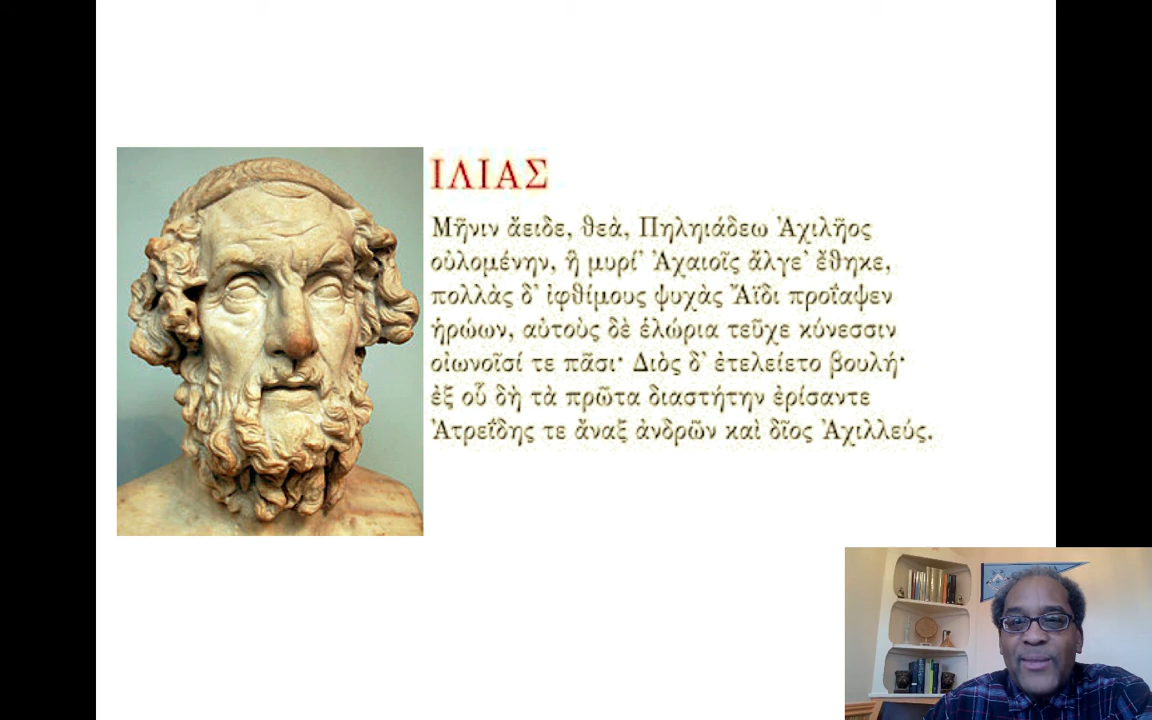 ΙΛΙΑΣ
Μῆνιν ἄειδε, θεὰ, Πηληιάδεω Ἀχιλῆος
οὐλομένην, ἣ μυρί' Ἀχαιοῖς ἄλγε' ἔθηκε,
πολλὰς δ' ἰφθίμους ψυχὰς Ἄϊδι προΐαψεν
ἡρώων, αὐτοὺς δὲ ἑλώρια τεῦχε κύνεσσιν
οἰωνοῖσί τε πᾶσι· Διὸς δ' ἐτελείετο βουλή·
ἐξ οὗ δὴ τὰ πρῶτα διαστήτην ἐρίσαντε
Ἀτρεΐδης τε ἄναξ ἀνδρῶν καὶ δῖος Ἀχιλλεύς.